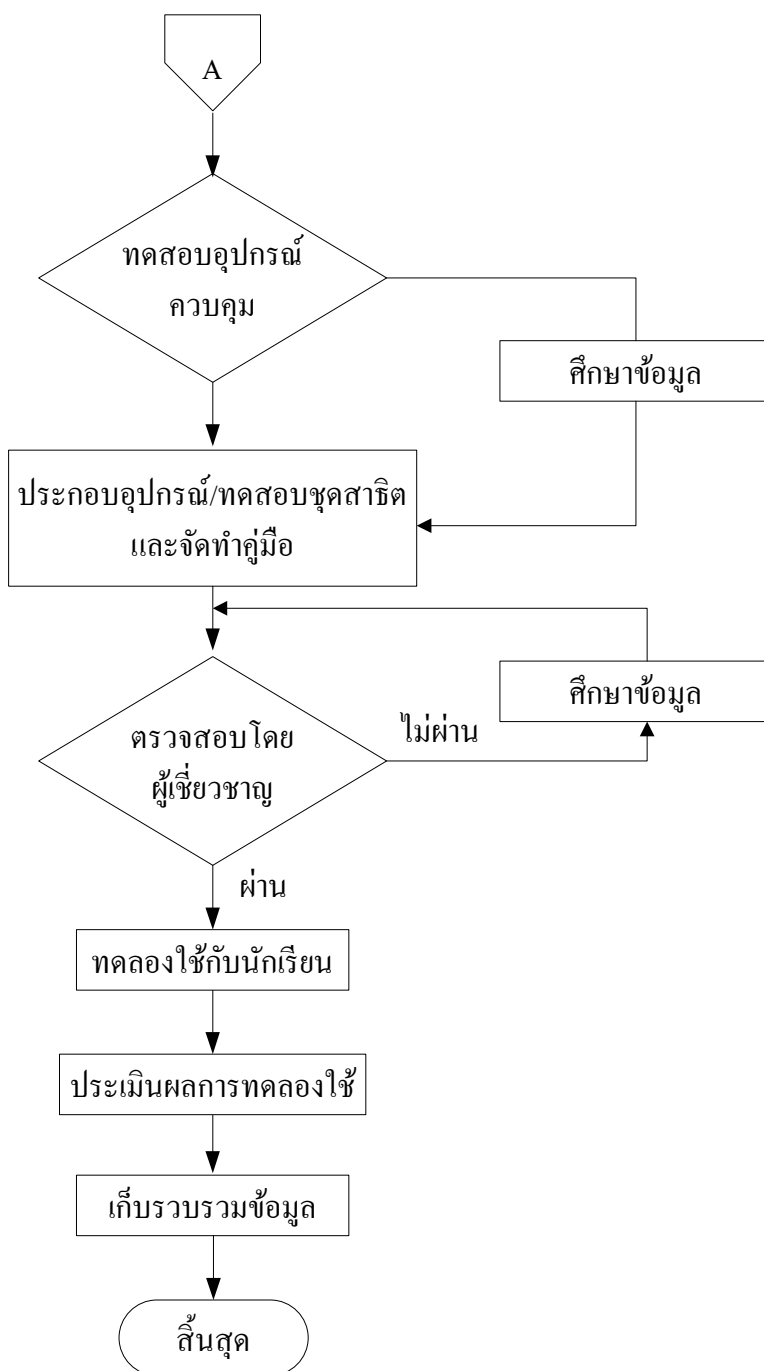 A
ทดสอบอุปกรณ์
ควบคุม
ศึกษาข้อมูล
ประกอบอุปกรณ์/ทดสอบชุดสาธิต
และจัดทำคู่มือ
ศึกษาข้อมูล
ไม่ผ่าน
ตรวจสอบโดย
ผู้เชี่ยวชาญ
ผ่าน
ทดลองใช้กับนักเรียน
ประเมินผลการทดลองใช้
เก็บรวบรวมข้อมูล
สิ้นสุด